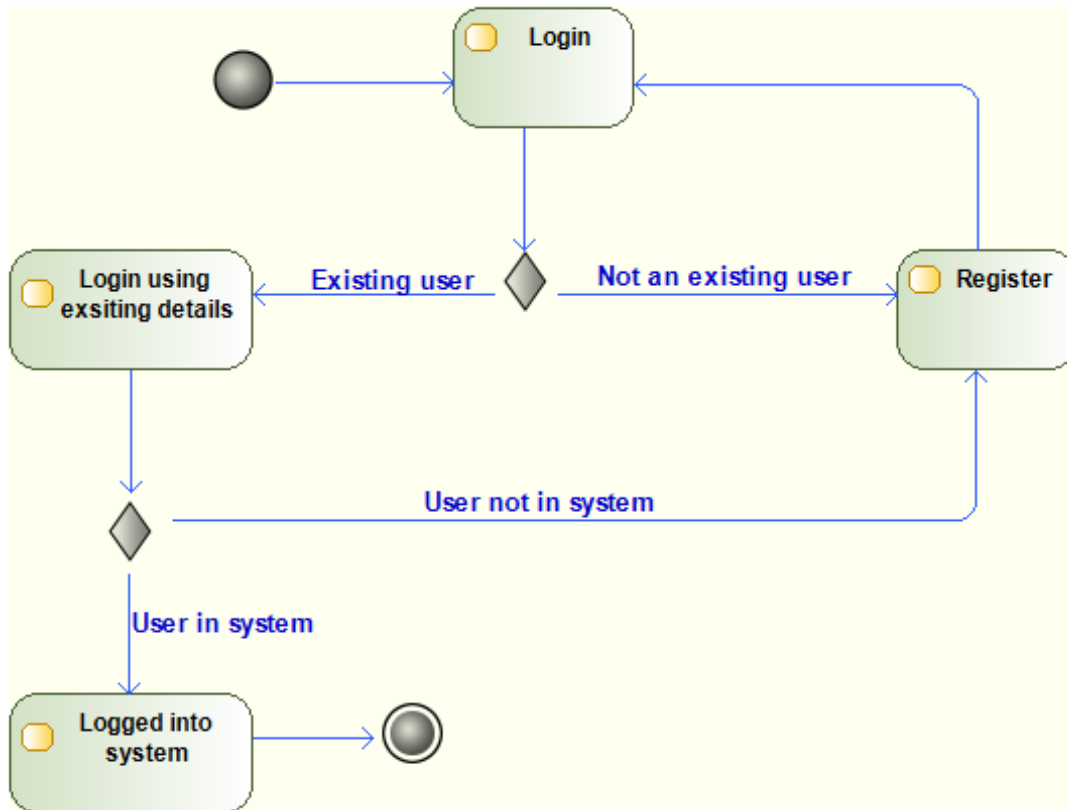 Login
Login using
exsiting details
Existing user
Not an existing user
Register
User not in system
User in system
Logged into
system